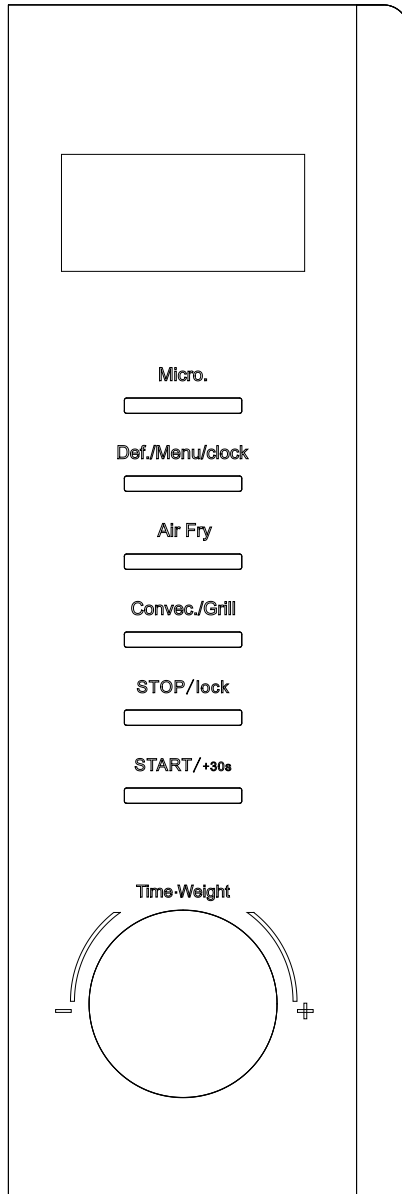 Micro.
Def./Menu/clock
Air Fry
Convec./Grill
STOP/lock
START/+30s
Time·Weight
− +